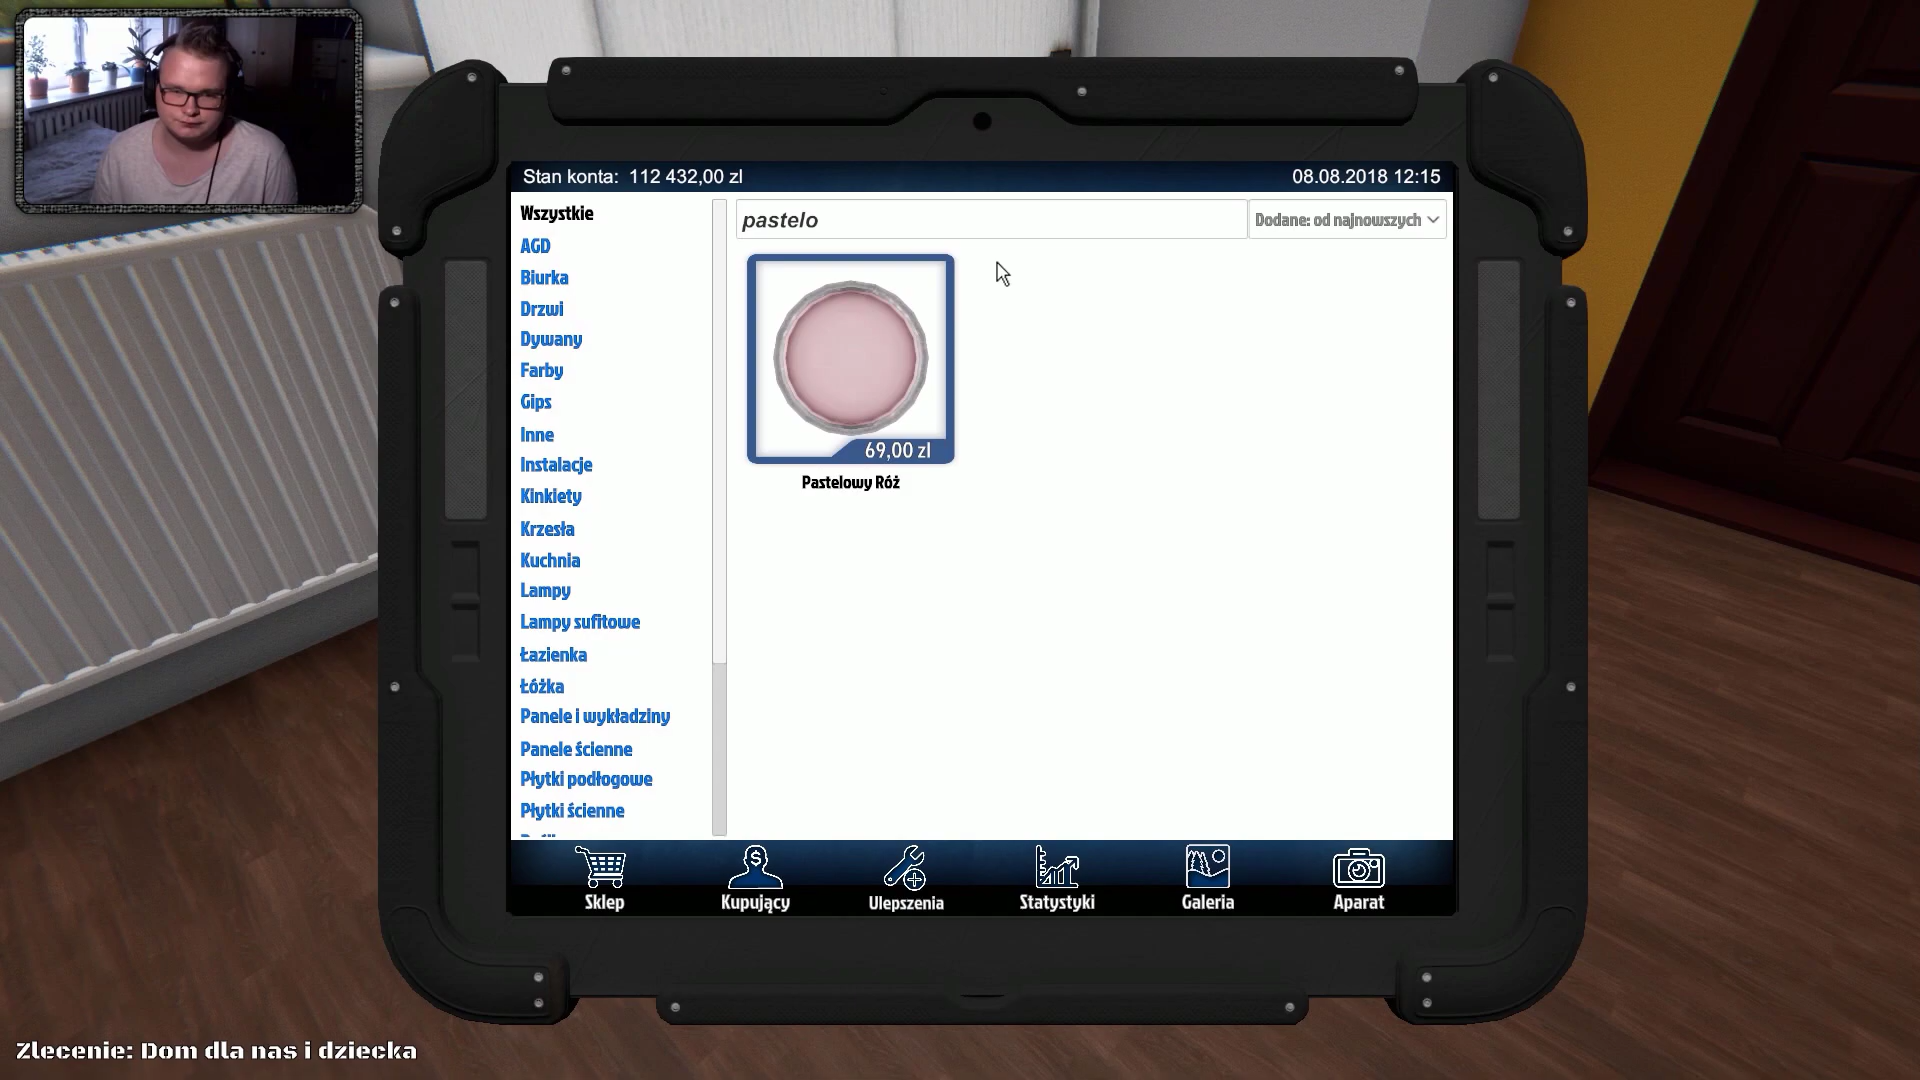 Stan konta: 112 432,00 zl
08.08.2018 12:15
Wszystkie
AGD
Biurka
Drzwi
Dywany
Farby
Gips
Inne
Instalacje
Kinkiety
Krzesła
Kuchnia
Lampy
Lampy sufitowe
Łazienka
Łóżka
Panele i wykładziny
Panele ścienne
Płytki podłogowe
Płytki ścienne
pastelo
Dodane: od najnowszych
69,00 zl
Pastelowy Róż
Sklep
Kupujący
Ulepszenia
Statystyki
Galeria
Aparat
Zlecenie: Dom dla nas i dziecka